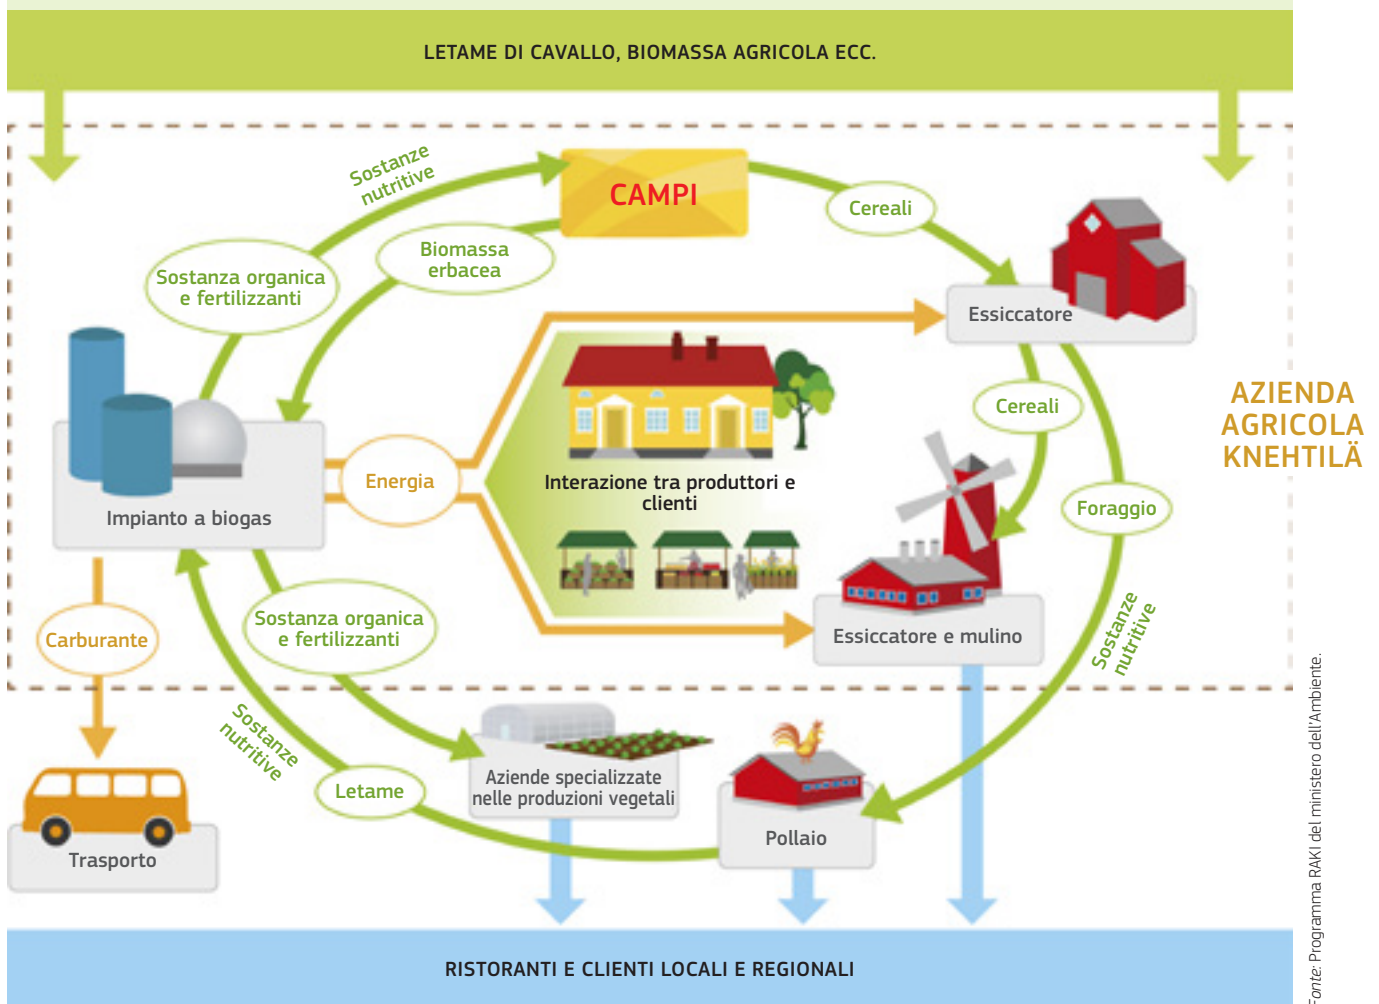 LETAME DI CAVALLO, BIOMASSA AGRICOLA ECC.
Sostanze
nutritive
CAMPI
Cereali
Biomassa
erbacea
Sostanza organica
e fertilizzanti
Essiccatore
AZIENDA
AGRICOLA
KNEHTILÄ
Cereali
Energia
Interazione tra produttori e
clienti
Foraggio
Impianto a biogas
Sostanza organica
e fertilizzanti
Carburante
Essiccatore e mulino
Sostanze
nutritive
Sostanze
nutritive
Letame
Aziende specializzate
nelle produzioni vegetali
Pollaio
Trasporto
RISTORANTI E CLIENTI LOCALI E REGIONALI
Fonte: Programma RAKI del ministero dell'Ambiente.